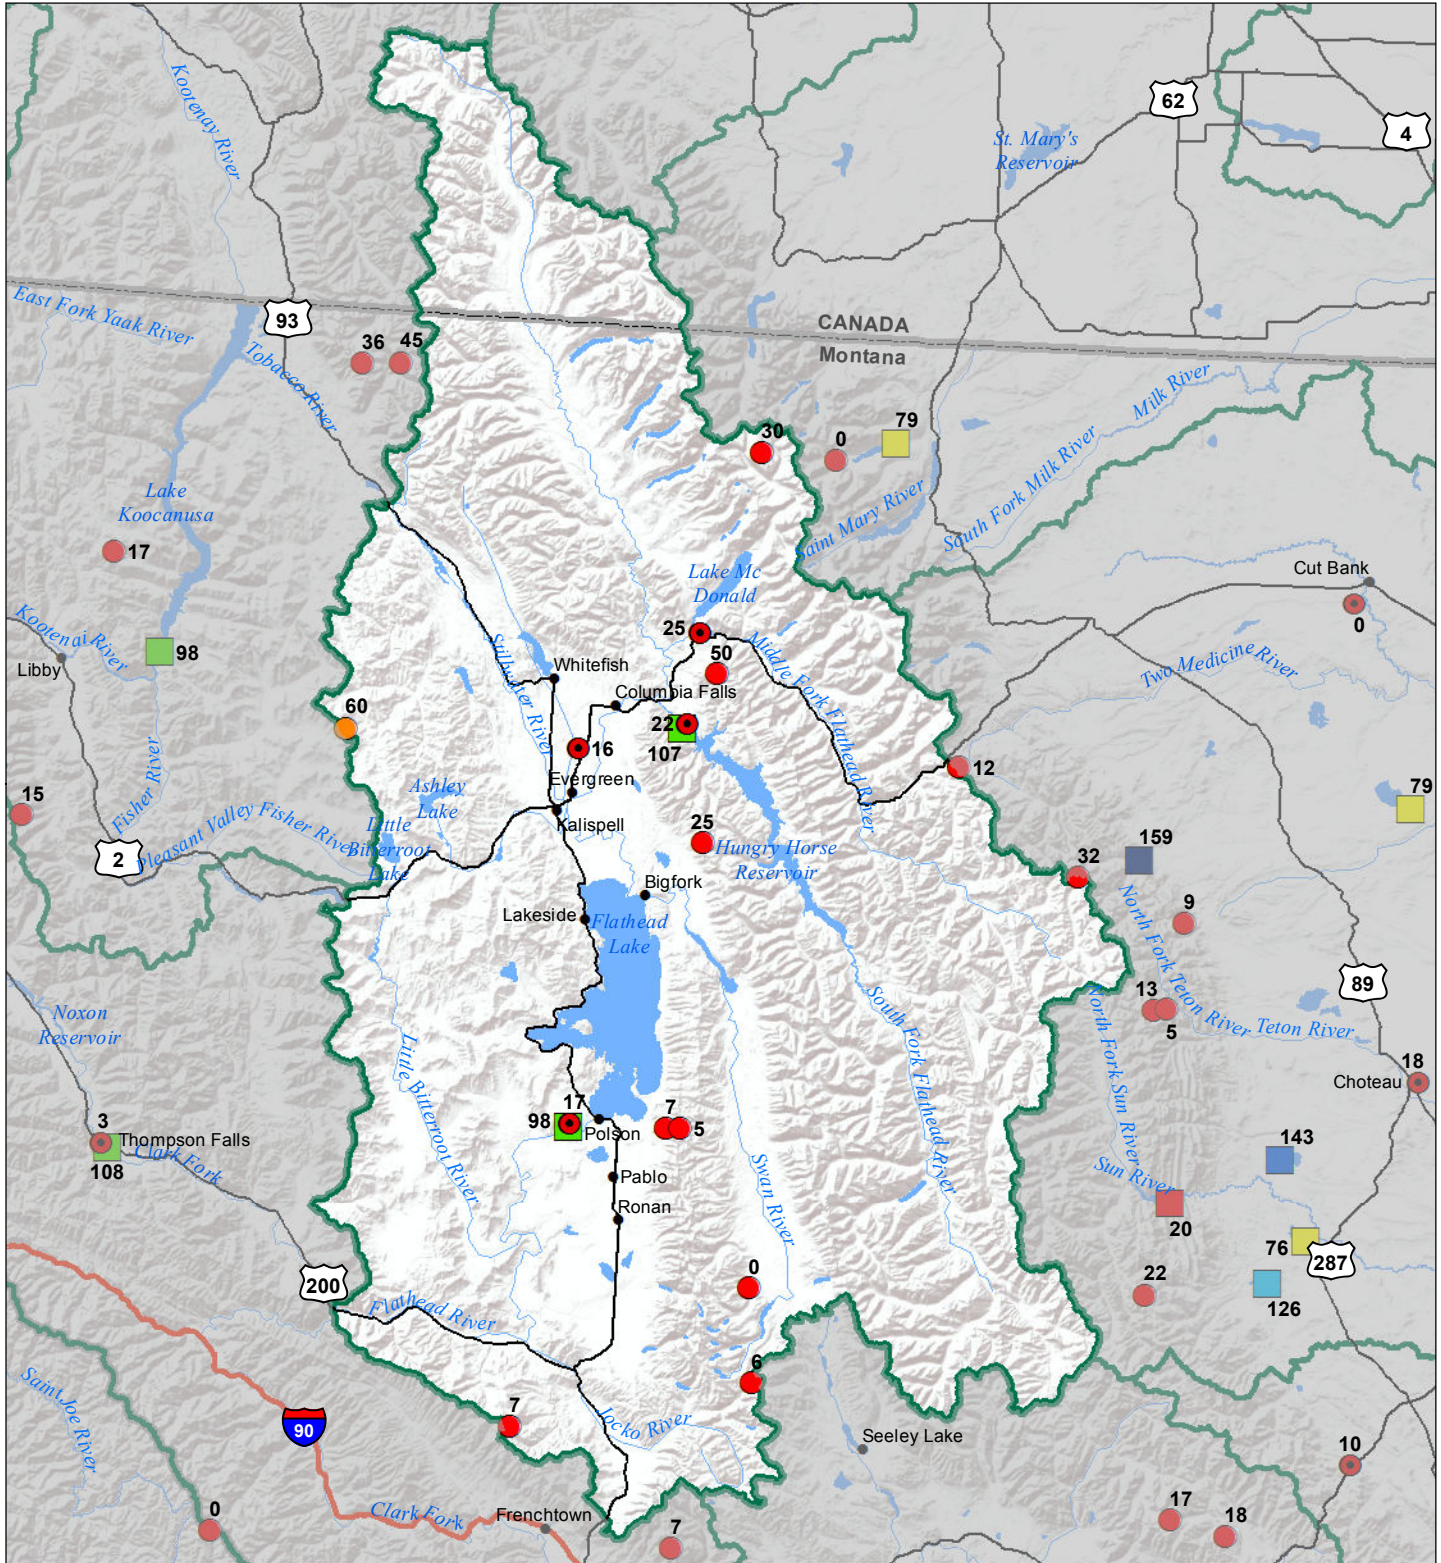 Kootenay River
62
4
St. Mary's
Reservoir
East Fork Yaak River
93
Tobacco River
36
45
CANADA
Montana
Milk River
30
0
79
South Fork Milk River
Saint Mary River
Lake
Koocanusa
17
Lake Mc
Donald
Cut Bank
0
Kootenai River
Libby
98
25
50
Middle Fork Flathead River
Two Medicine River
Stillwater River
Whitefish
Columbia Falls
60
22
107
16
12
Fisher River
Evergreen
Ashley
Lake
Kalispell
15
79
2
Pleasant Valley Fisher River
Little
Bitterroot
Lake
25
Hungry Horse
Reservoir
159
32
Bigfork
Lakeside
Flathead
Lake
9
North Fork Teton River
89
13
5
Teton River
Noxon
Reservoir
South Fork Flathead River
North Fork Sun River
Little Bitterroot River
18
Choteau
17
98
Polson
7
5
3
Thompson Falls
108
Clark Fork
143
Pablo
Sun River
Swan River
Ronan
20
76
287
200
0
22
126
Flathead River
6
7
Jocko River
Saint Joe River
90
Seeley Lake
10
Clark Fork
Frenchtown
0
7
17
18